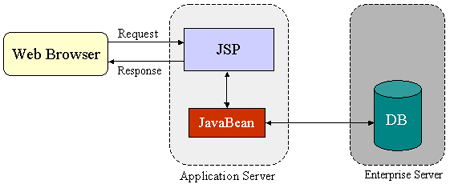 Request
Web Browser
JSP
Response
JavaBean
DB
Application Server
Enterprise Server